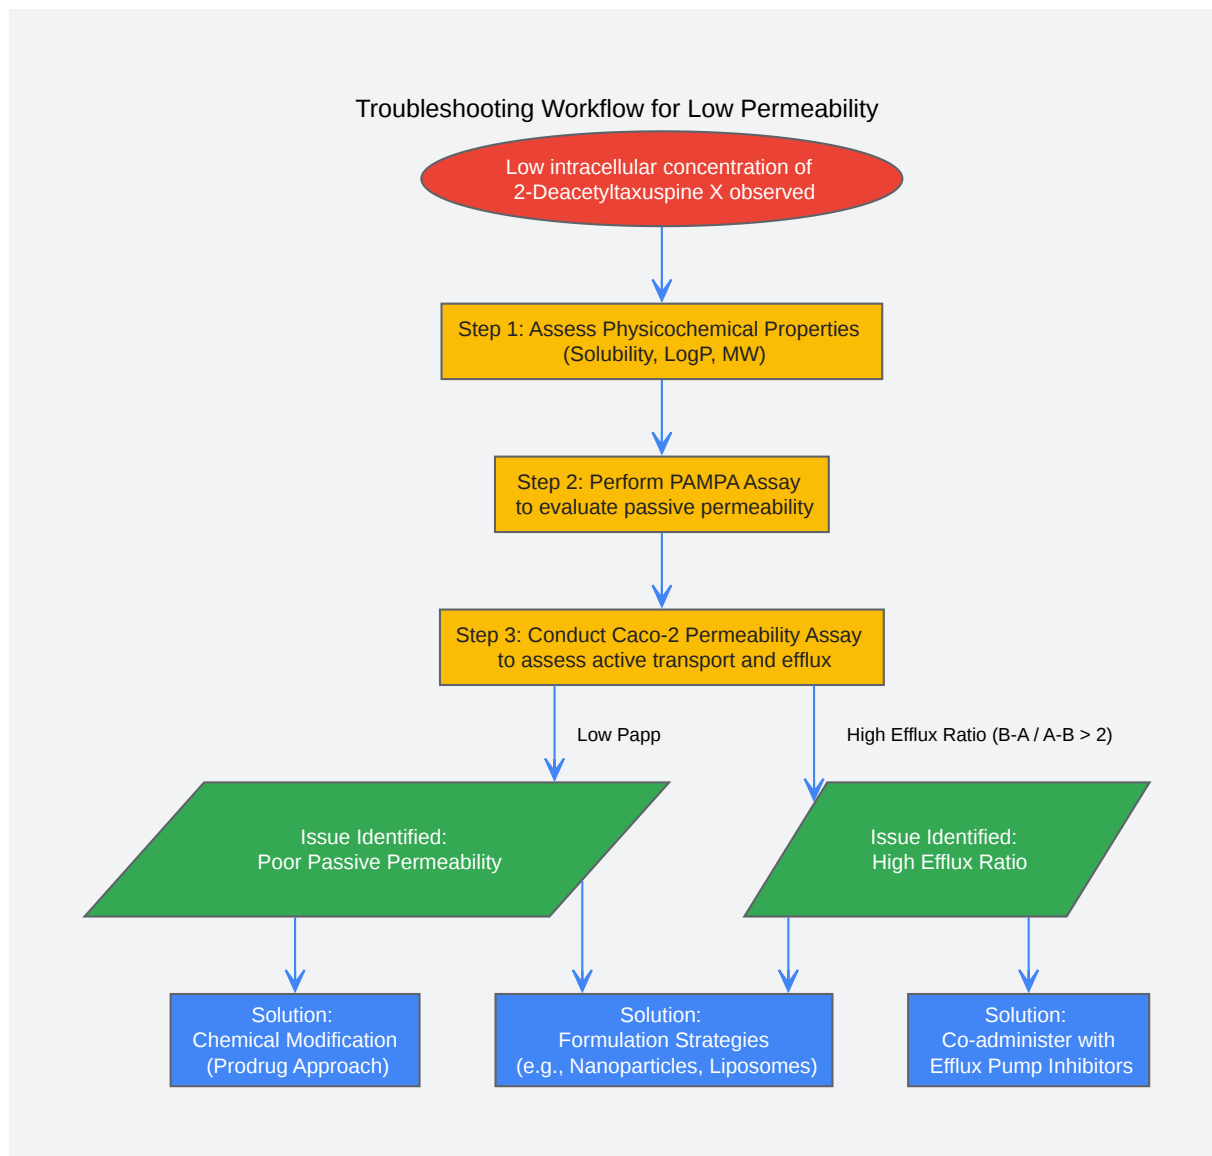 Troubleshooting Workflow for Low Permeability
Low intracellular concentration of
2-Deacetyltaxuspine X observed
Step 1: Assess Physicochemical Properties
(Solubility, LogP, MW)
Step 2: Perform PAMPA Assay
to evaluate passive permeability
Step 3: Conduct Caco-2 Permeability Assay
to assess active transport and efflux
Low Papp
High Efflux Ratio (B-A / A-B > 2)
Issue Identified:
Poor Passive Permeability
Issue Identified:
High Efflux Ratio
Solution:
Chemical Modification
(Prodrug Approach)
Solution:
Formulation Strategies
(e.g., Nanoparticles, Liposomes)
Solution:
Co-administer with
Efflux Pump Inhibitors